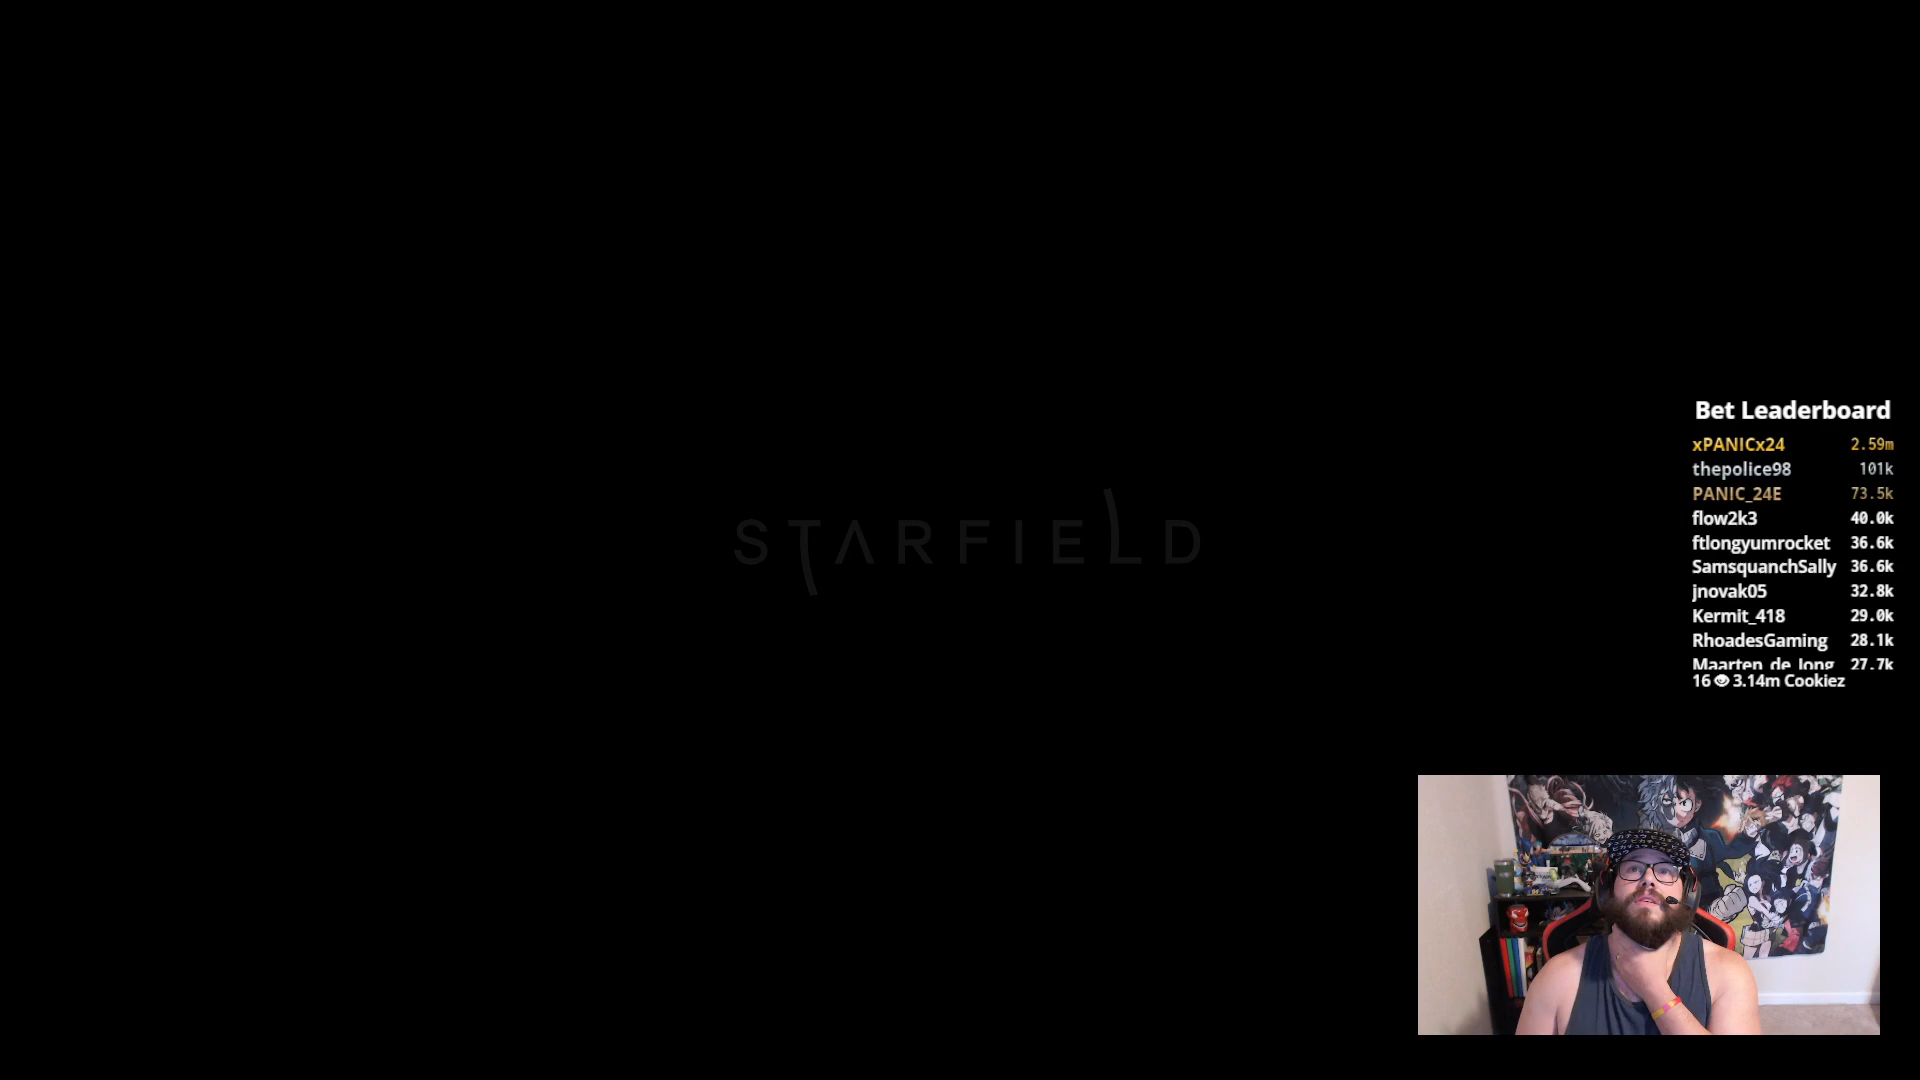 STARFIELD
Bet Leaderboard
xPANICx24 2.59m
thepolice98 101k
PANIC_24E 73.5k
flow2k3 40.0k
ftlongyumrocket 36.6k
SamsquanchSally 36.6k
jnovak05 32.8k
Kermit_418 29.0k
RhoadesGaming 28.1k
Maarten_de_Jong 27.7k
16 3.14m Cookiez